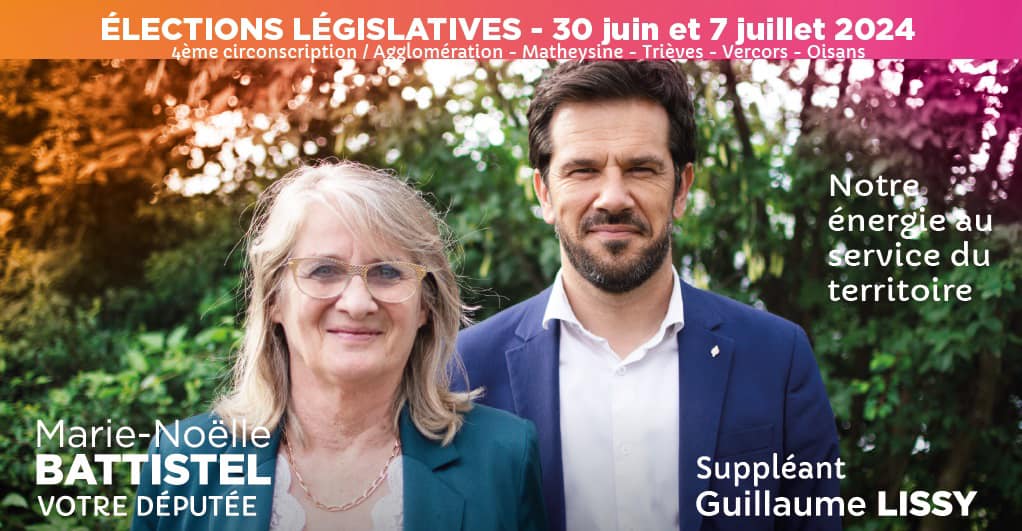 ÉLECTIONS LÉGISLATIVES - 30 juin et 7 juillet 2024
4ème circonscription / Agglomération - Matheysine - Trièves - Vercors - Oisans
Notre
énergie au
service du
territoire
Marie-Noëlle
BATTISTEL
VOTRE DÉPUTÉE
Suppléant
Guillaume LISSY